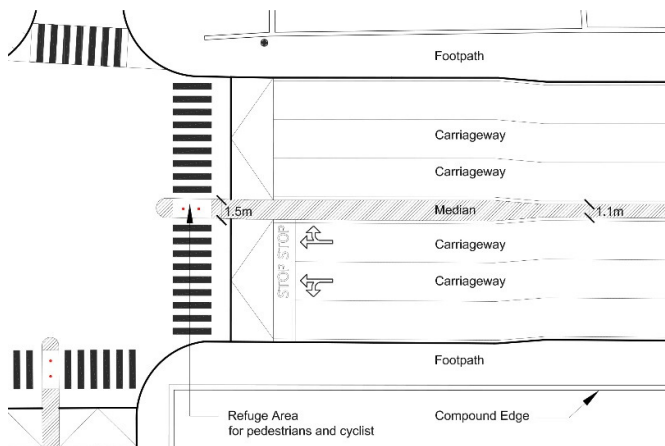 Footpath
Carriageway
Carriageway
1.5m
Median
1.1m
STOP STOP
Carriageway
Carriageway
Footpath
Refuge Area
for pedestrians and cyclist
Compound Edge